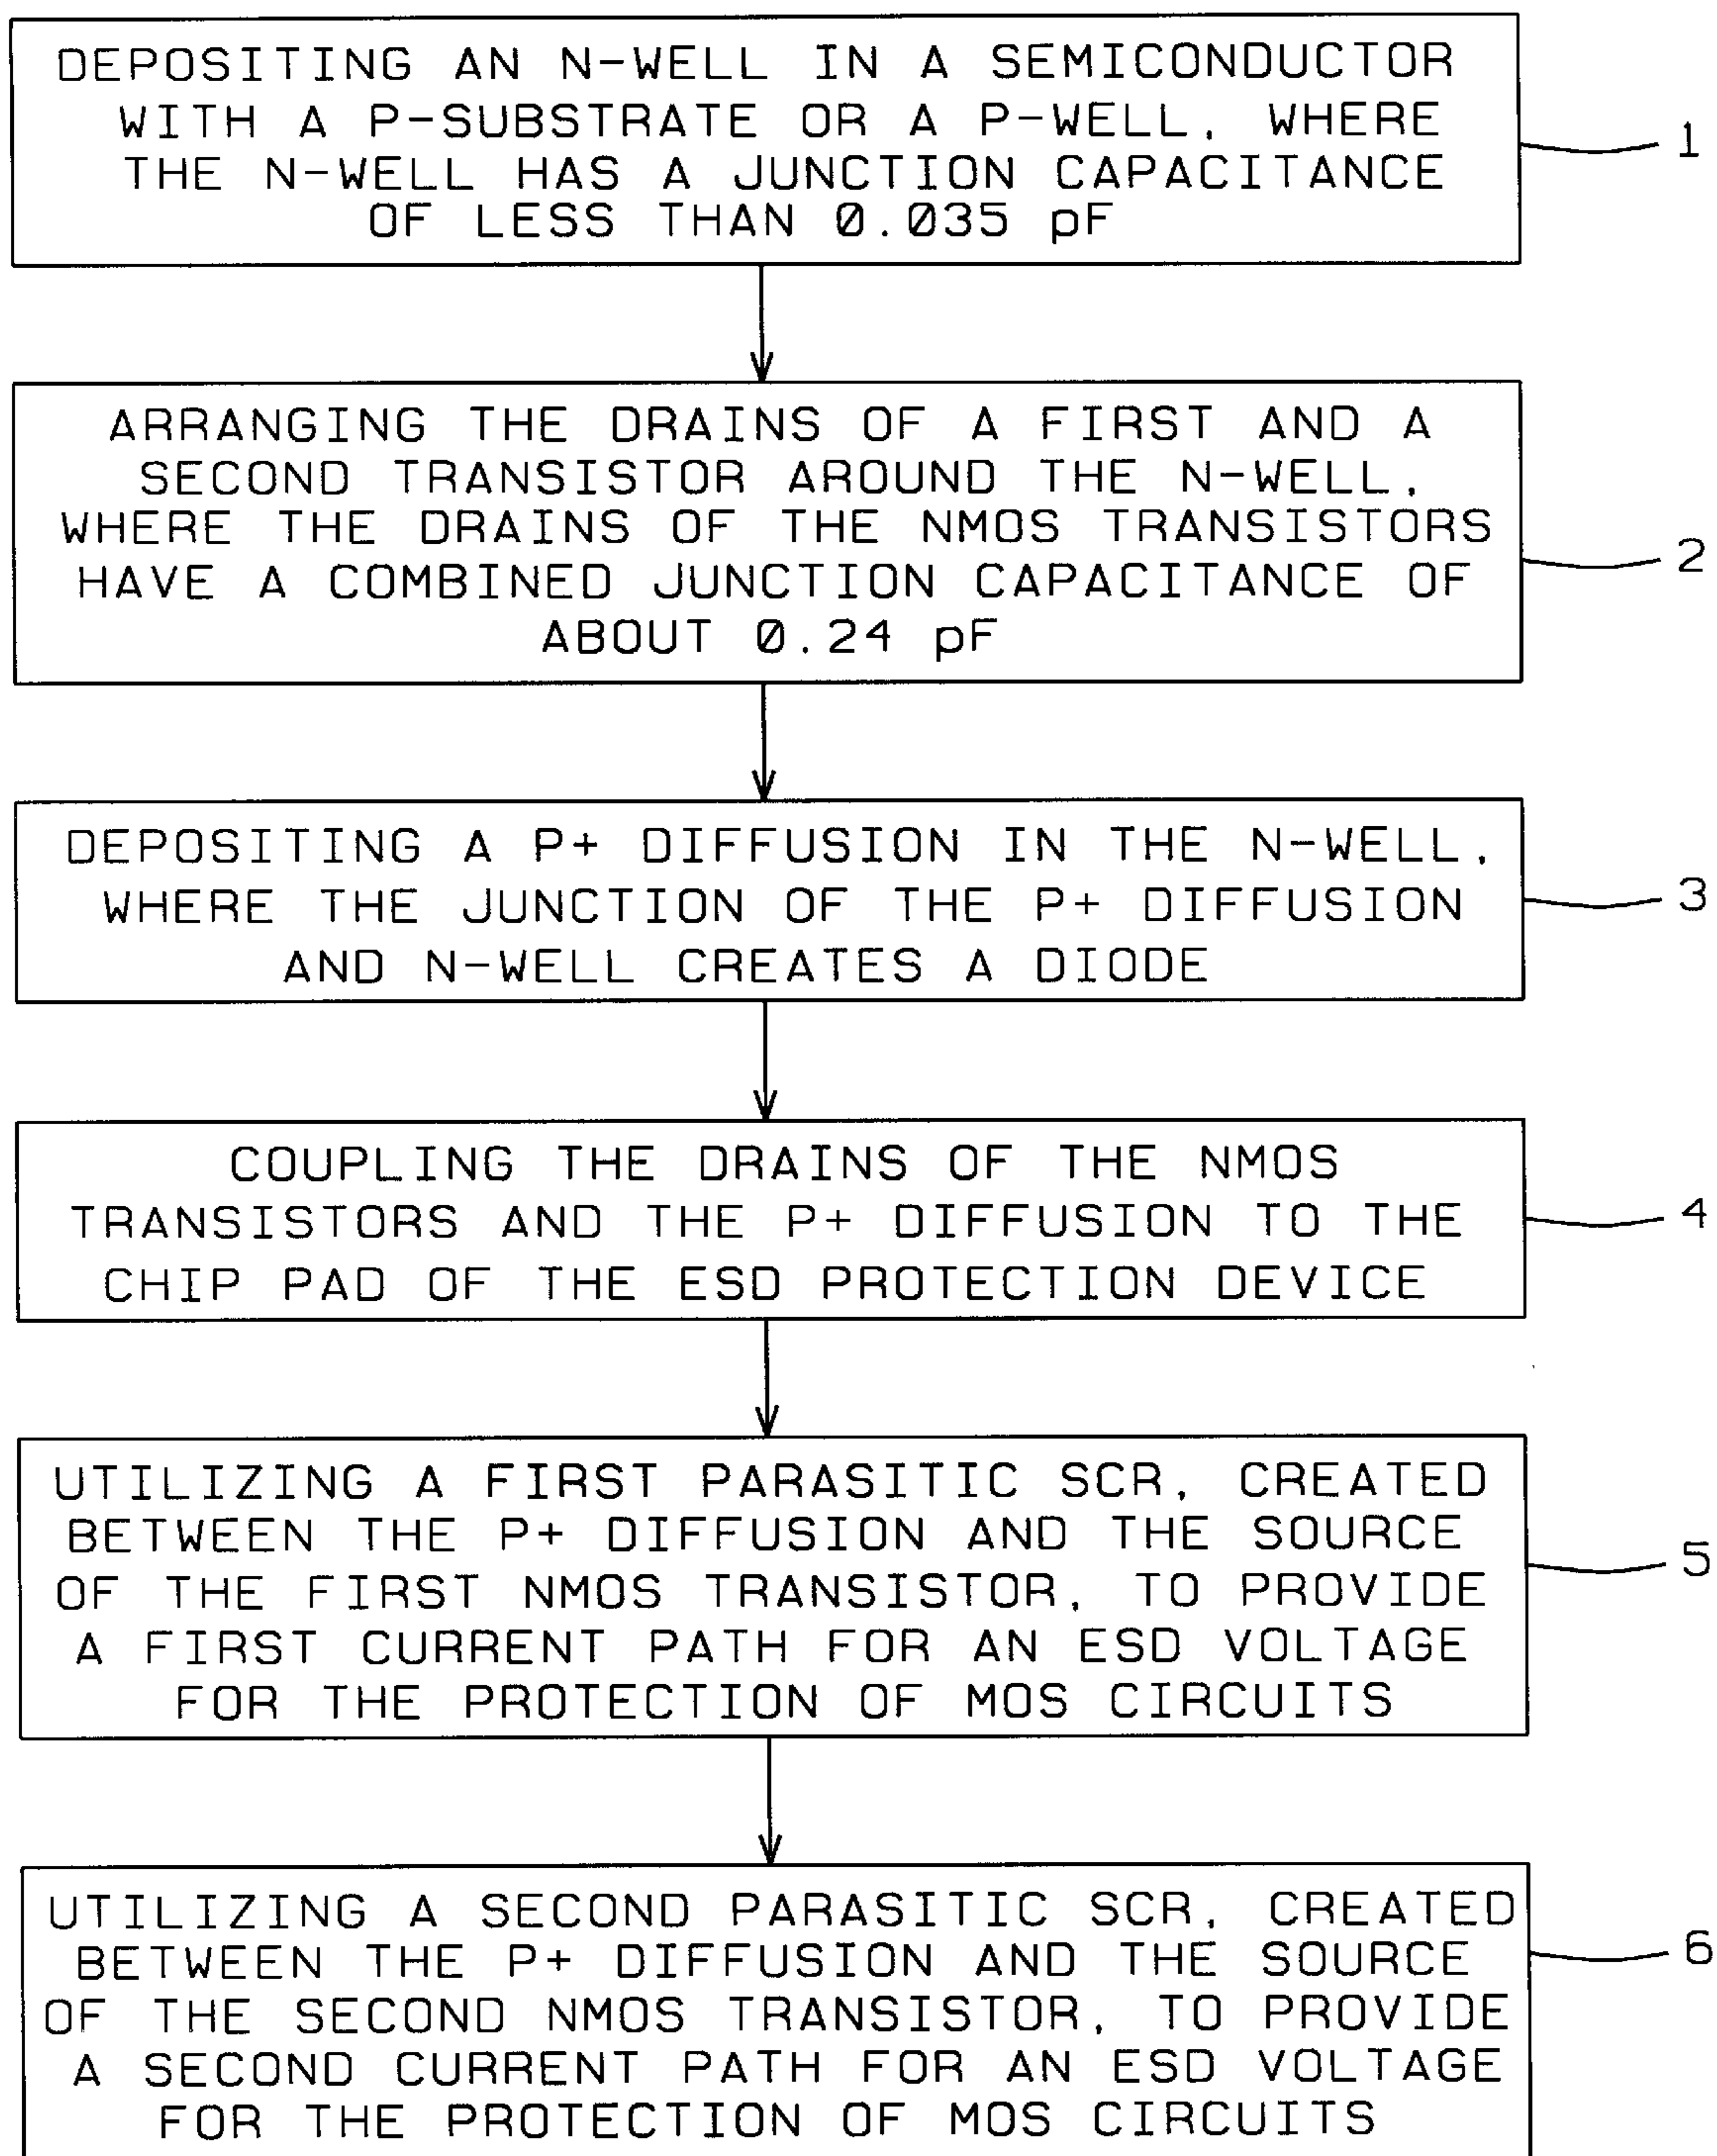 DEPOSITING AN N-WELL IN A SEMICONDUCTOR
WITH A P-SUBSTRATE OR A P-WELL, WHERE
THE N-WELL HAS A JUNCTION CAPACITANCE
OF LESS THAN 0.035 pF
1
ARRANGING THE DRAINS OF A FIRST AND A
SECOND TRANSISTOR AROUND THE N-WELL,
WHERE THE DRAINS OF THE NMOS TRANSISTORS
HAVE A COMBINED JUNCTION CAPACITANCE OF
ABOUT 0.24 pF
2
DEPOSITING A P+ DIFFUSION IN THE N-WELL,
WHERE THE JUNCTION OF THE P+ DIFFUSION
AND N-WELL CREATES A DIODE
3
COUPLING THE DRAINS OF THE NMOS
TRANSISTORS AND THE P+ DIFFUSION TO THE
CHIP PAD OF THE ESD PROTECTION DEVICE
4
UTILIZING A FIRST PARASITIC SCR, CREATED
BETWEEN THE P+ DIFFUSION AND THE SOURCE
OF THE FIRST NMOS TRANSISTOR, TO PROVIDE
A FIRST CURRENT PATH FOR AN ESD VOLTAGE
FOR THE PROTECTION OF MOS CIRCUITS
5
UTILIZING A SECOND PARASITIC SCR, CREATED
BETWEEN THE P+ DIFFUSION AND THE SOURCE
OF THE SECOND NMOS TRANSISTOR, TO PROVIDE
A SECOND CURRENT PATH FOR AN ESD VOLTAGE
FOR THE PROTECTION OF MOS CIRCUITS
6